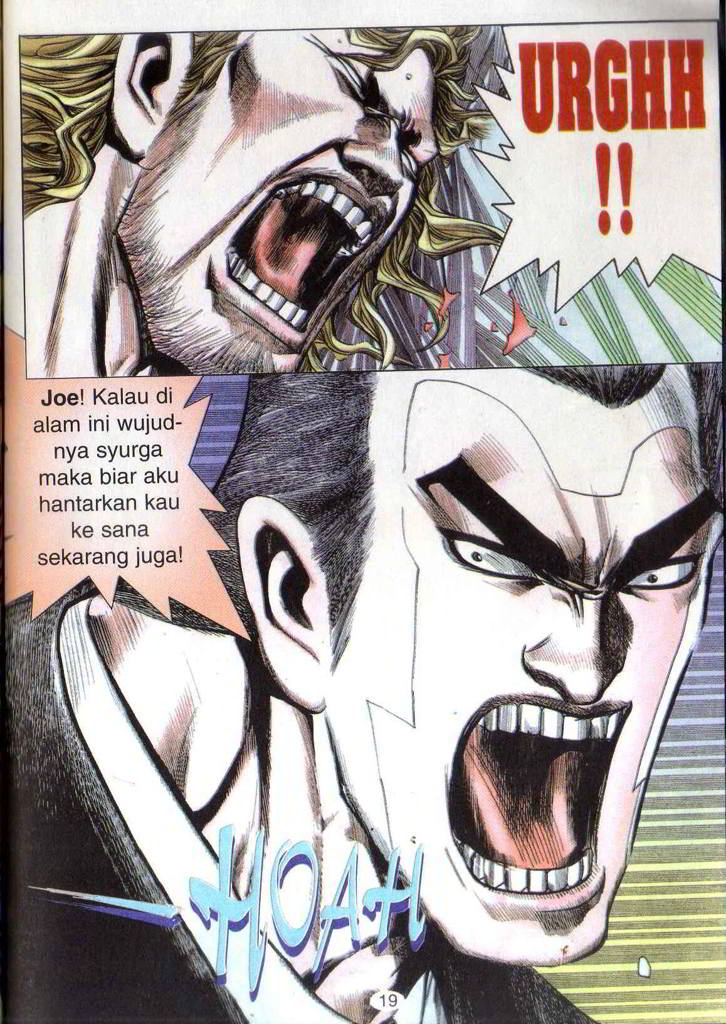 URGHH
!!
Joe! Kalau di
alam ini wujud-
nya syurga
maka biar aku
hantarkan kau
ke sana
sekarang juga!
HOAH
19